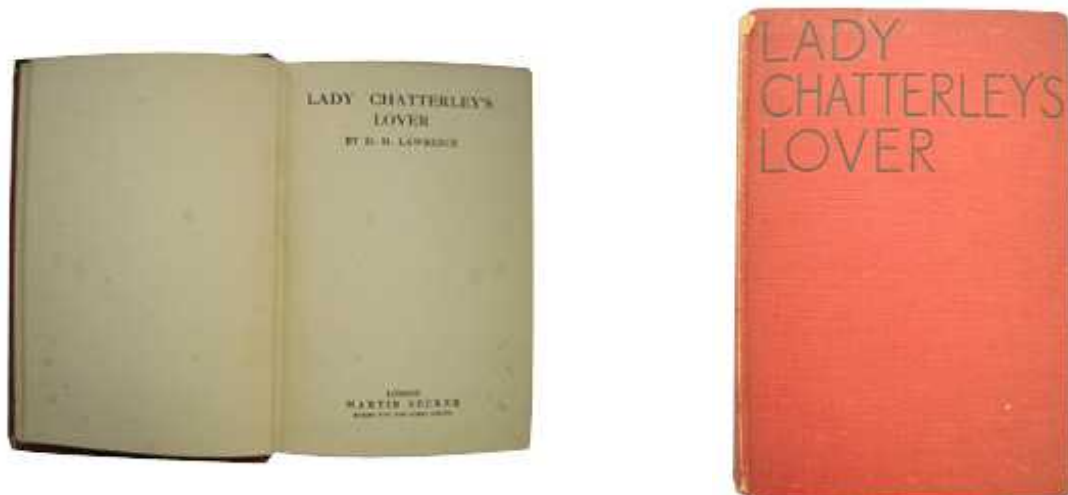 LADY CHATTERLEY'S
LOVER
BY D. H. LAWRENCE
LONDON
MARTIN SECKER
LADY
CHATTERLEY'S
LOVER